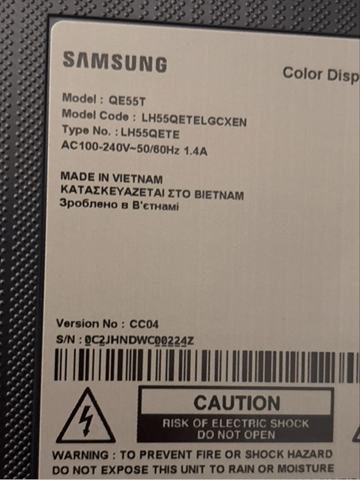 SAMSUNG
Color Disp
Model : QE55T
Model Code : LH55QETELGCXEN
Type No. : LH55QETE
AC100-240V~50/60Hz 1.4A
MADE IN VIETNAM
ΚΑΤΑΣΚΕΥΑΖΕΤΑΙ ΣΤΟ ΒΙΕΤΝΑΜ
Зроблено в В'єтнамі
Version No : CC04
S/N : 0C2JHNDWC00224Z
CAUTION
RISK OF ELECTRIC SHOCK
DO NOT OPEN
WARNING : TO PREVENT FIRE OR SHOCK HAZARD
DO NOT EXPOSE THIS UNIT TO RAIN OR MOISTURE